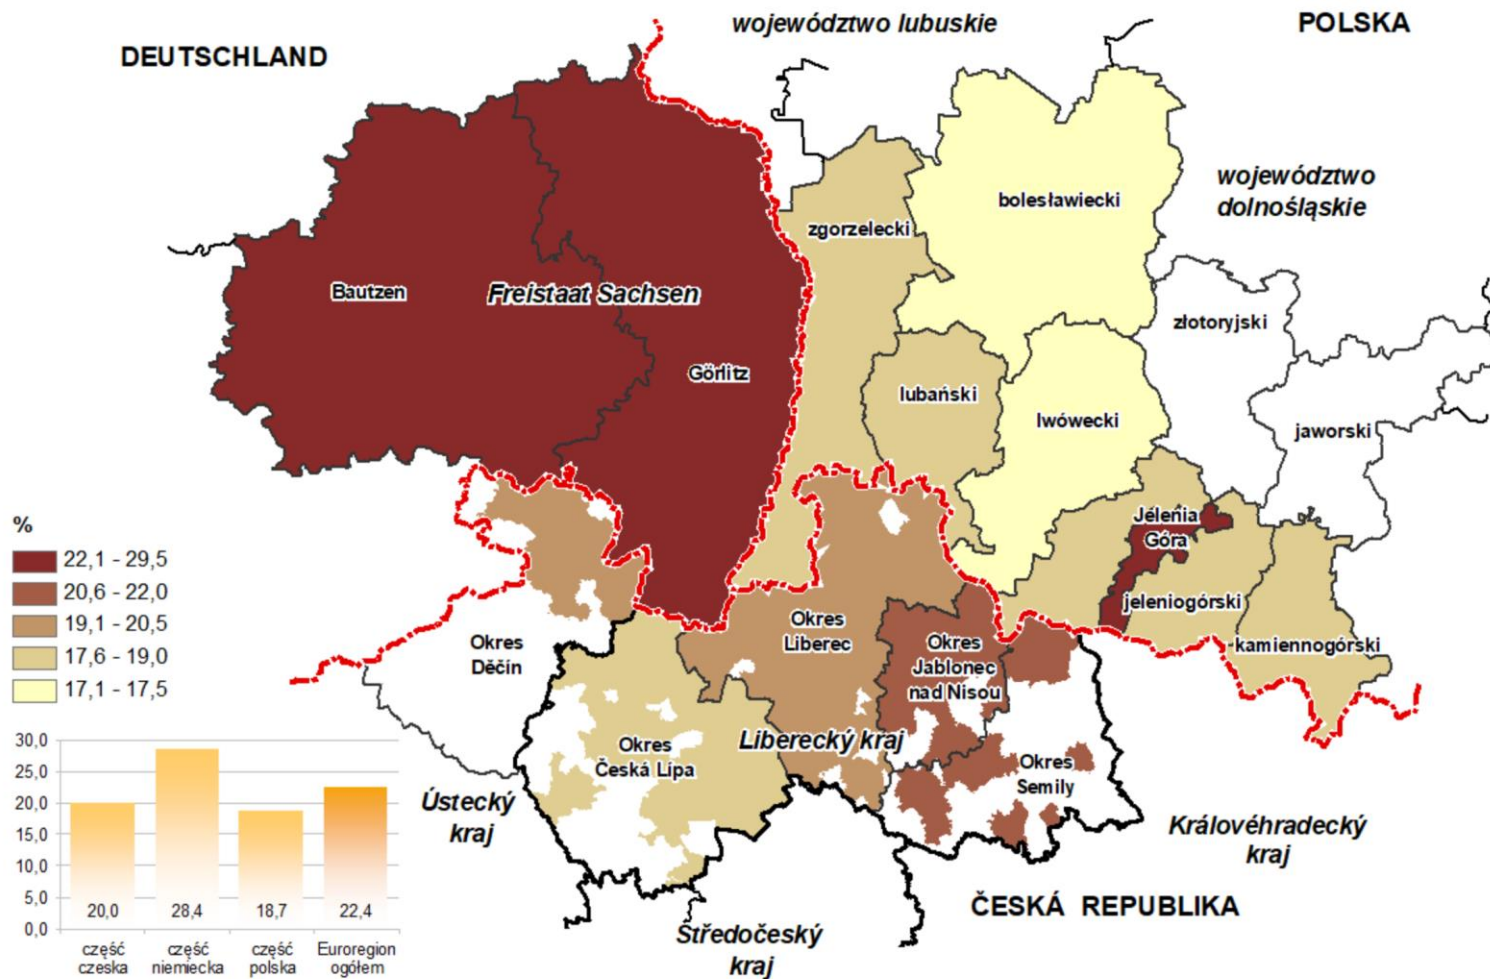 województwo lubuskie
POLSKA
DEUTSCHLAND
województwo
dolnośląskie
bolesławiecki
zgorzelecki
Bautzen
Freistaat Sachsen
złotoryjski
Görlitz
lubański
lwówecki
jaworski
Jelenia
Góra
jeleniogórski
kamiennogórski
%
22,1 - 29,5
20,6 - 22,0
19,1 - 20,5
17,6 - 19,0
17,1 - 17,5
Okres
Děčín
Okres
Liberec
Okres
Jablonec
nad Nisou
Okres
Česká Lípa
Liberecký kraj
Okres
Semily
Ústecký
kraj
Královéhradecký
kraj
Středočeský
kraj
ČESKÁ REPUBLIKA
30,0
25,0
20,0
15,0
10,0
5,0
0,0
20,0
28,4
18,7
22,4
część
czeska
część
niemiecka
część
polska
Euroregion
ogółem